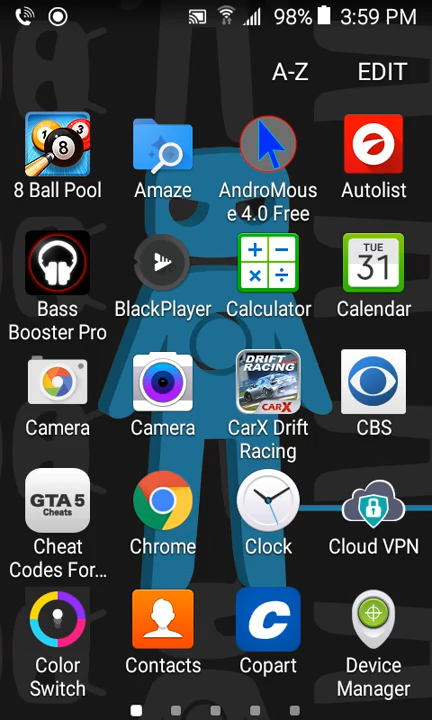 98% 3:59 PM
A-Z EDIT
8 Ball Pool Amaze AndroMous e 4.0 Free Autolist
TUE
31
Bass Booster Pro BlackPlayer Calculator Calendar
DRIFT
RACING
CARX
Camera Camera CarX Drift Racing CBS
GTA 5
Cheats
Cheat Codes For... Chrome Clock Cloud VPN
Color Switch Contacts Copart Device Manager